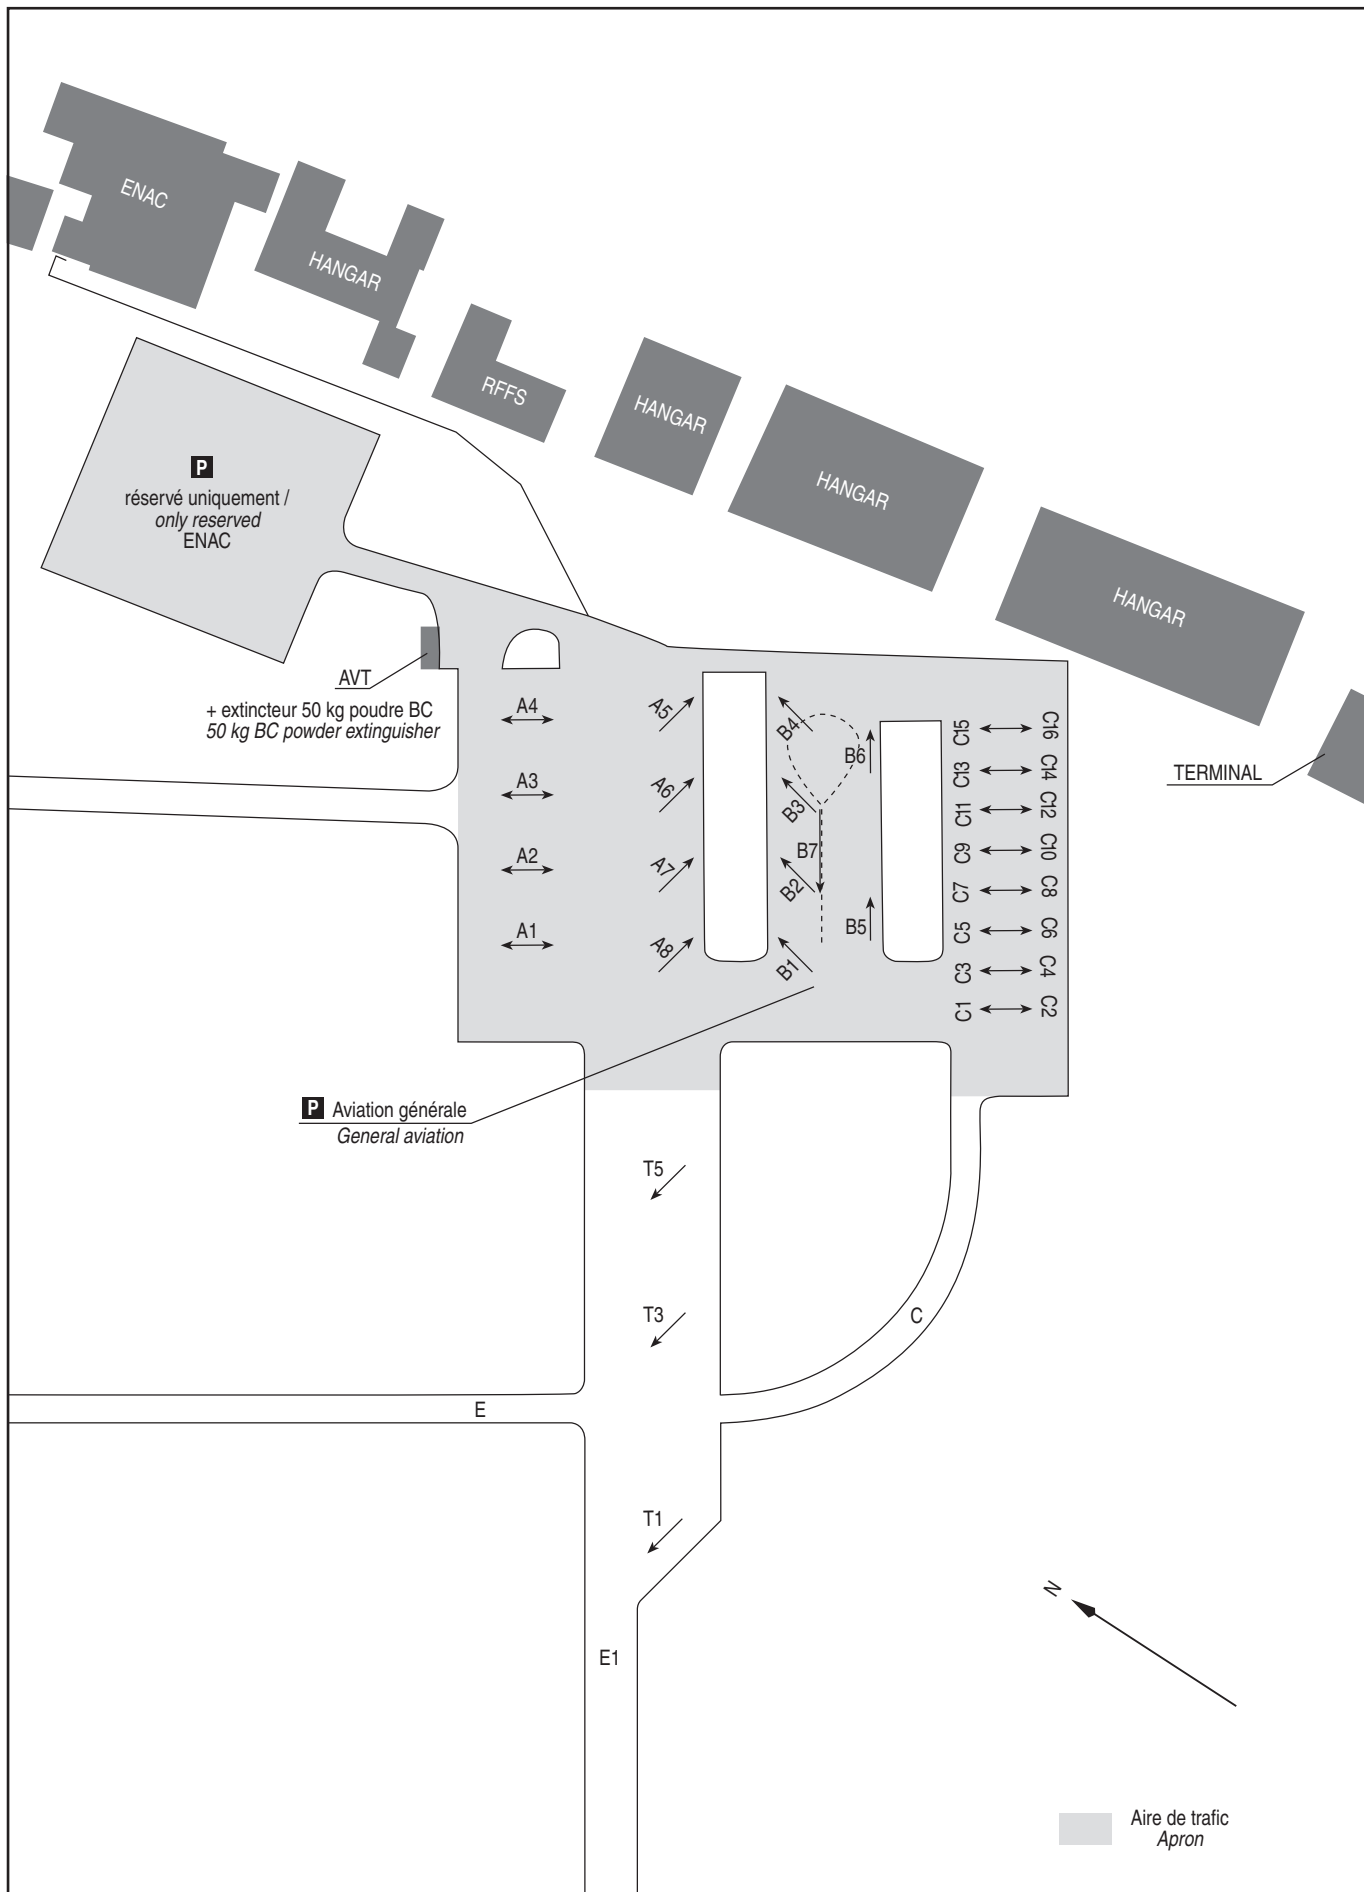 ENAC
HANGAR
RFFS
HANGAR
HANGAR
HANGAR
P
réservé uniquement /
only reserved
ENAC
AVT
+ extincteur 50 kg poudre BC
50 kg BC powder extinguisher
TERMINAL
A4
A3
A2
A1
A5
A6
A7
A8
B4
B3
B2
B1
B6
B7
B5
C15
C13
C11
C9
C7
C5
C3
C1
C16
C14
C12
C10
C8
C6
C4
C2
P Aviation générale
General aviation
T5
T3
C
E
T1
E1
N
Aire de trafic
Apron